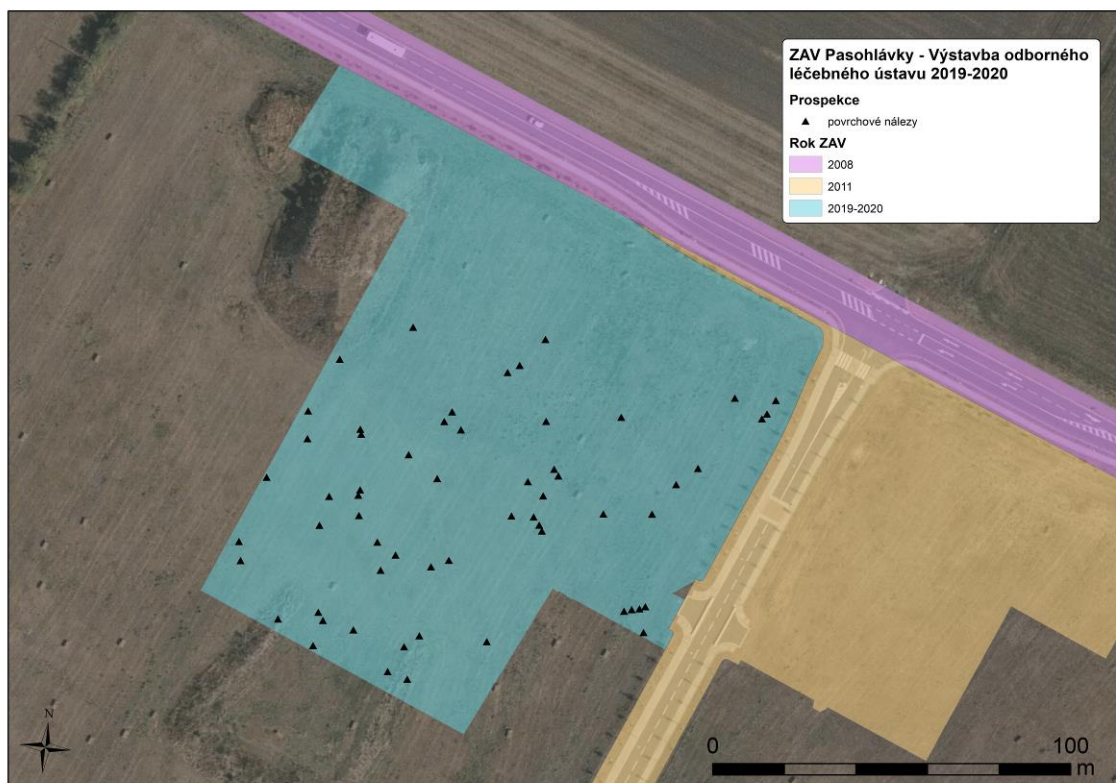 ZAV Pasohlávky - Výstavba odborného
léčebného ústavu 2019-2020
Prospekce
povrchové nálezy
Rok ZAV
2008
2011
2019-2020
N
0
100
m